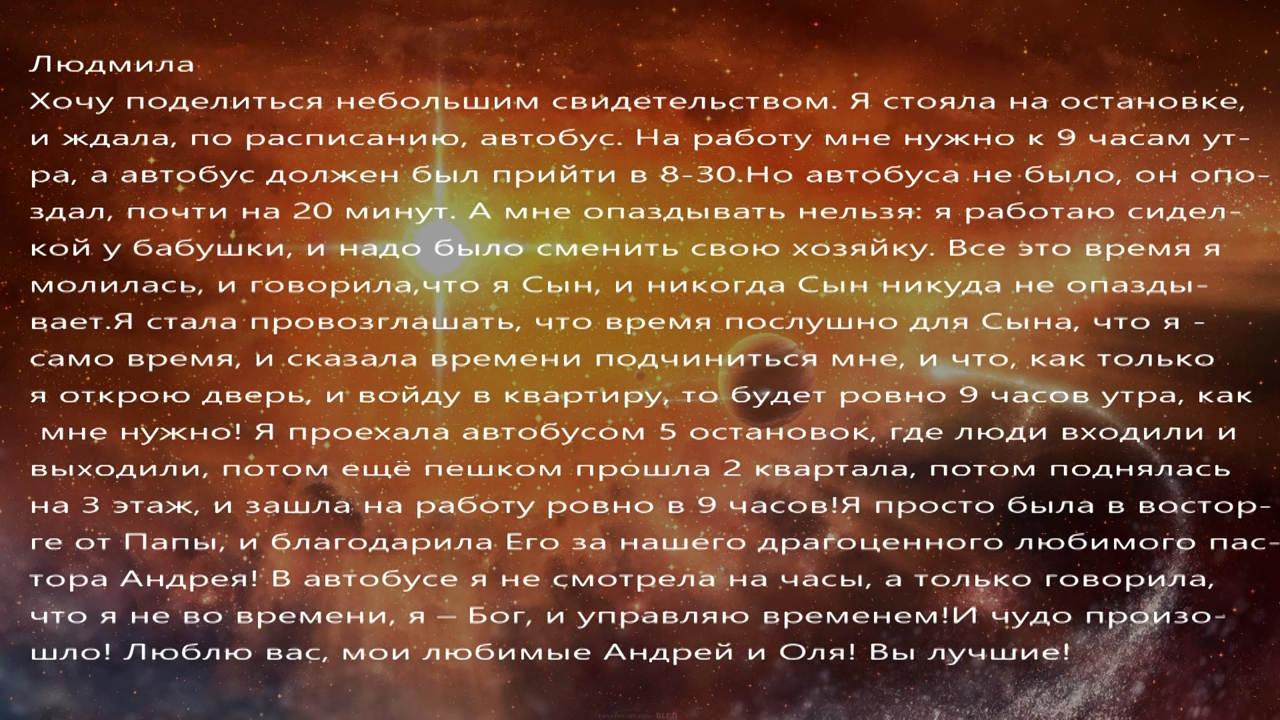 Людмила
Хочу поделиться небольшим свидетельством. Я стояла на остановке,
и ждала, по расписанию, автобус. На работу мне нужно к 9 часам ут-
ра, а автобус должен был прийти в 8-30.Но автобуса не было, он опо-
здал, почти на 20 минут. А мне опаздывать нельзя: я работаю сидел-
кой у бабушки, и надо было сменить свою хозяйку. Все это время я
молилась, и говорила,что я Сын, и никогда Сын никуда не опазды-
вает.Я стала провозглашать, что время послушно для Сына, что я -
само время, и сказала времени подчиниться мне, и что, как только
я открою дверь, и войду в квартиру, то будет ровно 9 часов утра, как
мне нужно! Я проехала автобусом 5 остановок, где люди входили и
выходили, потом ещё пешком прошла 2 квартала, потом поднялась
на 3 этаж, и зашла на работу ровно в 9 часов!Я просто была в востор-
ге от Папы, и благодарила Его за нашего драгоценного любимого пас-
тора Андрея! В автобусе я не смотрела на часы, а только говорила,
что я не во времени, я – Бог, и управляю временем!И чудо произо-
шло! Люблю вас, мои любимые Андрей и Оля! Вы лучшие!